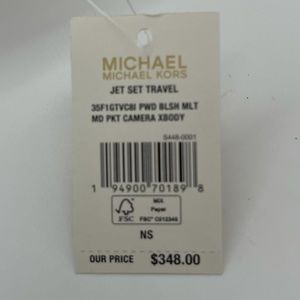 MICHAEL
MICHAEL KORS
JET SET TRAVEL
35F1GTVC8I PWD BLSH MLT
MD PKT CAMERA XBODY
S448-0001
1 94900 70189 8
FSC
MIX
Paper
FSC® C012345
NS
OUR PRICE $348.00